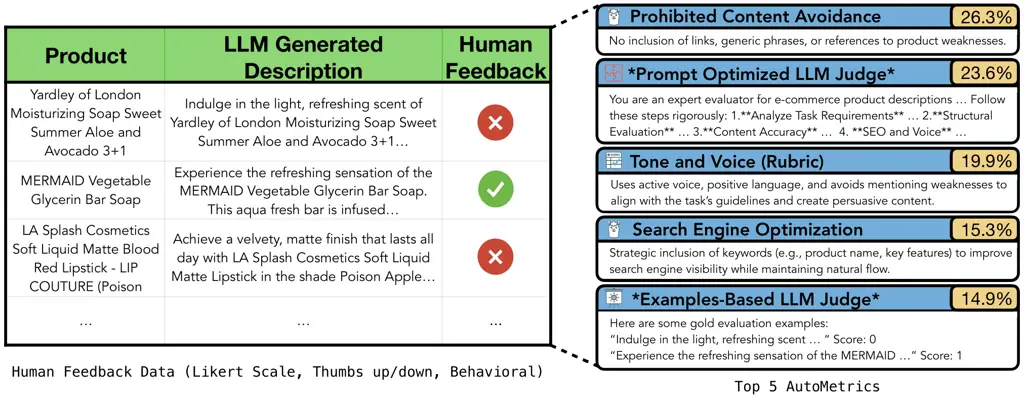 Product
LLM Generated
Description
Human
Feedback
Yardley of London
Moisturizing Soap Sweet
Summer Aloe and
Avocado 3+1
Indulge in the light, refreshing scent of
Yardley of London Moisturizing Soap Sweet
Summer Aloe and Avocado 3+1...
MERMAID Vegetable
Glycerin Bar Soap
Experience the refreshing sensation of the
MERMAID Vegetable Glycerin Bar Soap.
This aqua fresh bar is infused...
LA Splash Cosmetics
Soft Liquid Matte Blood
Red Lipstick - LIP
COUTURE (Poison
Achieve a velvety, matte finish that lasts all
day with LA Splash Cosmetics Soft Liquid
Matte Lipstick in the shade Poison Apple...
... ... ...
Human Feedback Data (Likert Scale, Thumbs up/down, Behavioral)
Prohibited Content Avoidance 26.3%
No inclusion of links, generic phrases, or references to product weaknesses.
*Prompt Optimized LLM Judge* 23.6%
You are an expert evaluator for e-commerce product descriptions ... Follow
these steps rigorously: 1.**Analyze Task Requirements** ... 2.**Structural
Evaluation** ... 3.**Content Accuracy** ... 4. **SEO and Voice** ...
Tone and Voice (Rubric) 19.9%
Uses active voice, positive language, and avoids mentioning weaknesses to
align with the task's guidelines and create persuasive content.
Search Engine Optimization 15.3%
Strategic inclusion of keywords (e.g., product name, key features) to improve
search engine visibility while maintaining natural flow.
*Examples-Based LLM Judge* 14.9%
Here are some gold evaluation examples:
"Indulge in the light, refreshing scent ... " Score: 0
"Experience the refreshing sensation of the MERMAID ..." Score: 1
Top 5 AutoMetrics